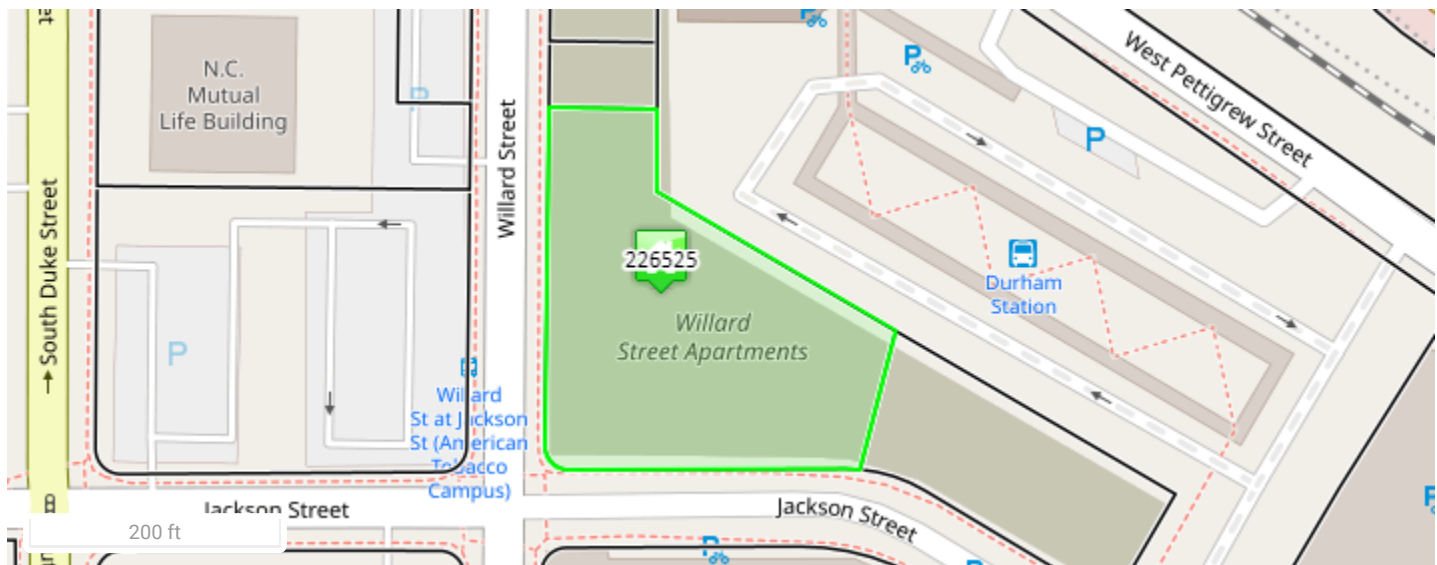 N.C.
Mutual
Life Building
P
P
P
West Pettigrew Street
P
Willard Street
South Duke Street
226525
Durham
Station
Willard
Street Apartments
P
Willard
St at Jackson
St (American
Tobacco
Campus)
Jackson Street
Jackson Street
200 ft
P
P